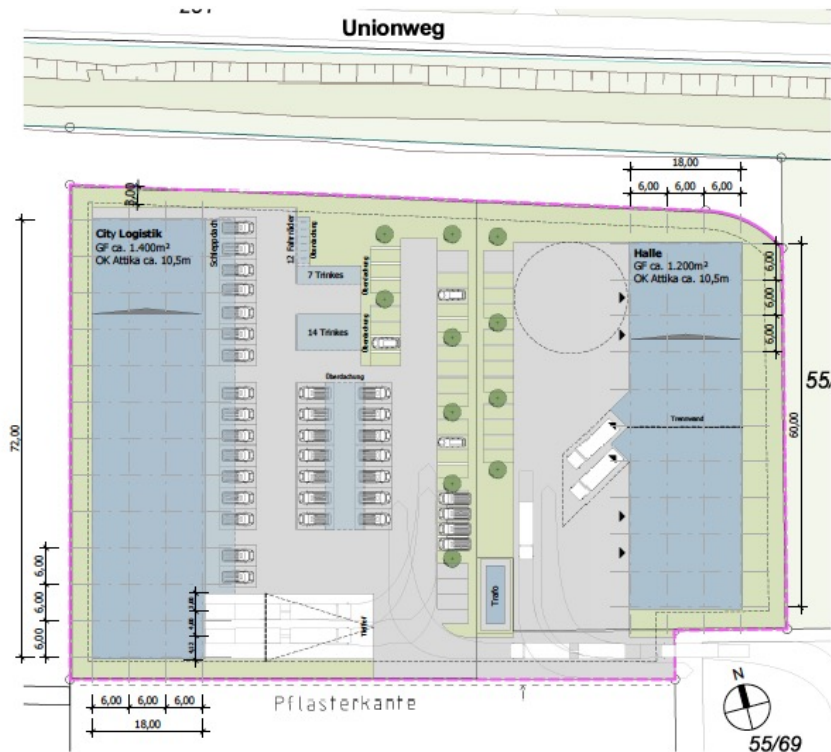 Unionweg
18,00
6,00 6,00 6,00
3,00
City Logistik
GF ca. 1.400m²
OK Attika ca. 10,5m
Schleppdach
12 Fahrräder
Überdachung
7 Trinkes
Überdachung
14 Trinkes
Überdachung
Überdachung
Halle
GF ca. 1.200m²
OK Attika ca. 10,5m
6,00
6,00
6,00
55/
Trennwand
72,00
60,00
6,00
6,00
6,00
Trafo
Tiefer
6,00 6,00 6,00
18,00
Pflasterkante
N
55/69